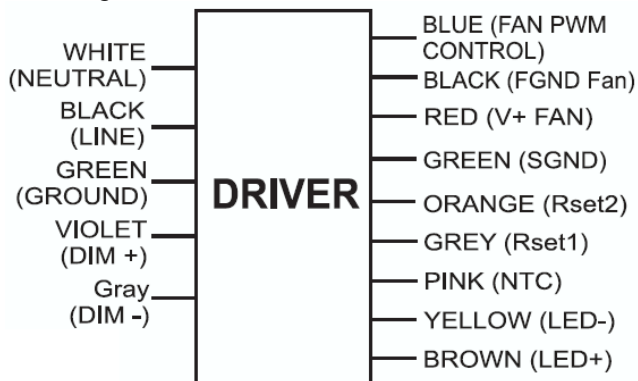 WHITE
(NEUTRAL)
BLACK
(LINE)
GREEN
(GROUND)
VIOLET
(DIM +)
Gray
(DIM -)
DRIVER
BLUE (FAN PWM
CONTROL)
BLACK (FGND Fan)
RED (V+ FAN)
GREEN (SGND)
ORANGE (Rset2)
GREY (Rset1)
PINK (NTC)
YELLOW (LED-)
BROWN (LED+)